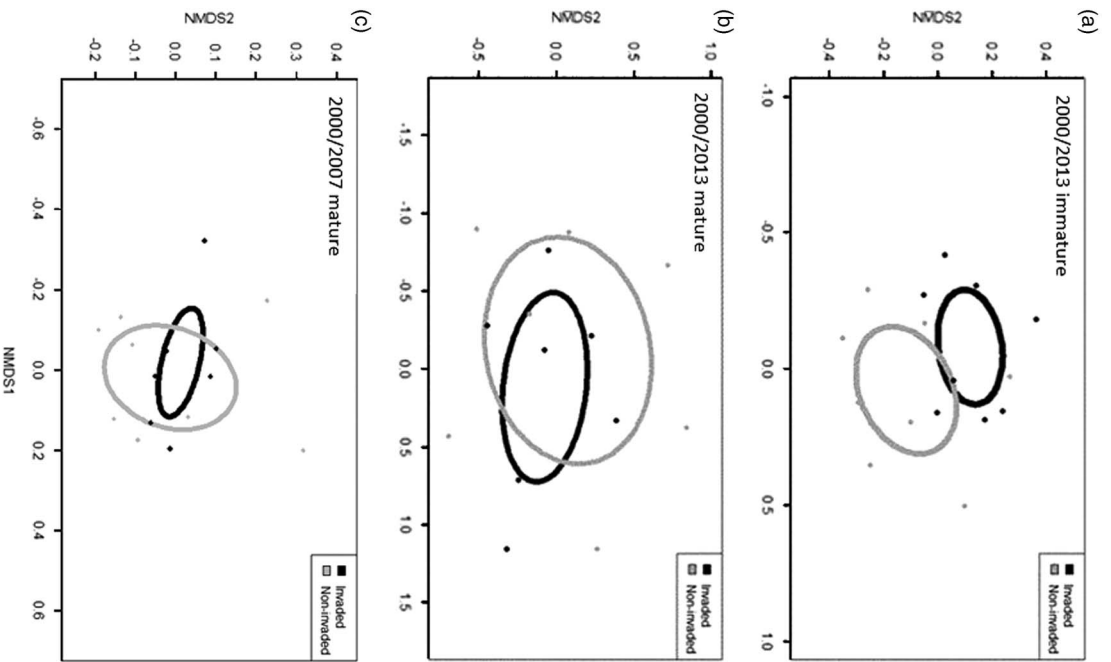 (a)
2000/2013 immature
Invaded
Non-invaded
NMDS2
0.4
0.2
0.0
-0.2
-0.4
-1.0
-0.5
0.0
0.5
1.0
(b)
2000/2013 mature
Invaded
Non-invaded
NMDS2
1.0
0.5
0.0
-0.5
-1.5
-1.0
-0.5
0.0
0.5
1.0
1.5
(c)
2000/2007 mature
Invaded
Non-invaded
NMDS2
0.4
0.3
0.2
0.1
0.0
-0.1
-0.2
-0.6
-0.4
-0.2
0.0
0.2
0.4
0.6
NMDS1